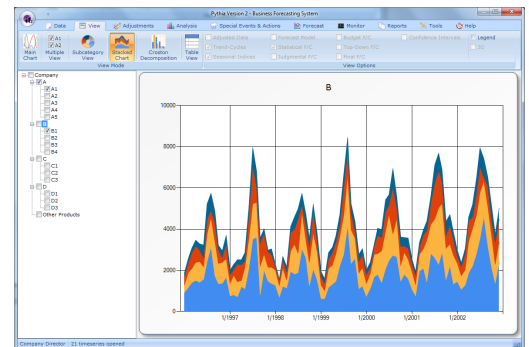 Pythia Version 2 - Business Forecasting System
Data View Adjustments Analysis Special Events & Actions Forecast Monitor Reports Tools Help
Main Chart
A1
A2
Multiple View
Subcategory View
Stacked Chart
Croston Decomposition
Table View
View Mode
Adjusted Data Forecast Model Budget F/C Confidence Intervals Legend
Trend-Cycles Statistical F/C Top-Down F/C 3D
Seasonal Indices Judgmental F/C Final F/C
View Options
Company
A
A1
A2
A3
A4
A5
B
B1
B2
B3
B4
C
C1
C2
C3
D
D1
D2
D3
Other Products
B
10000
8000
6000
4000
2000
0
1/1997 1/1998 1/1999 1/2000 1/2001 1/2002
Company Director 21 timeseries opened